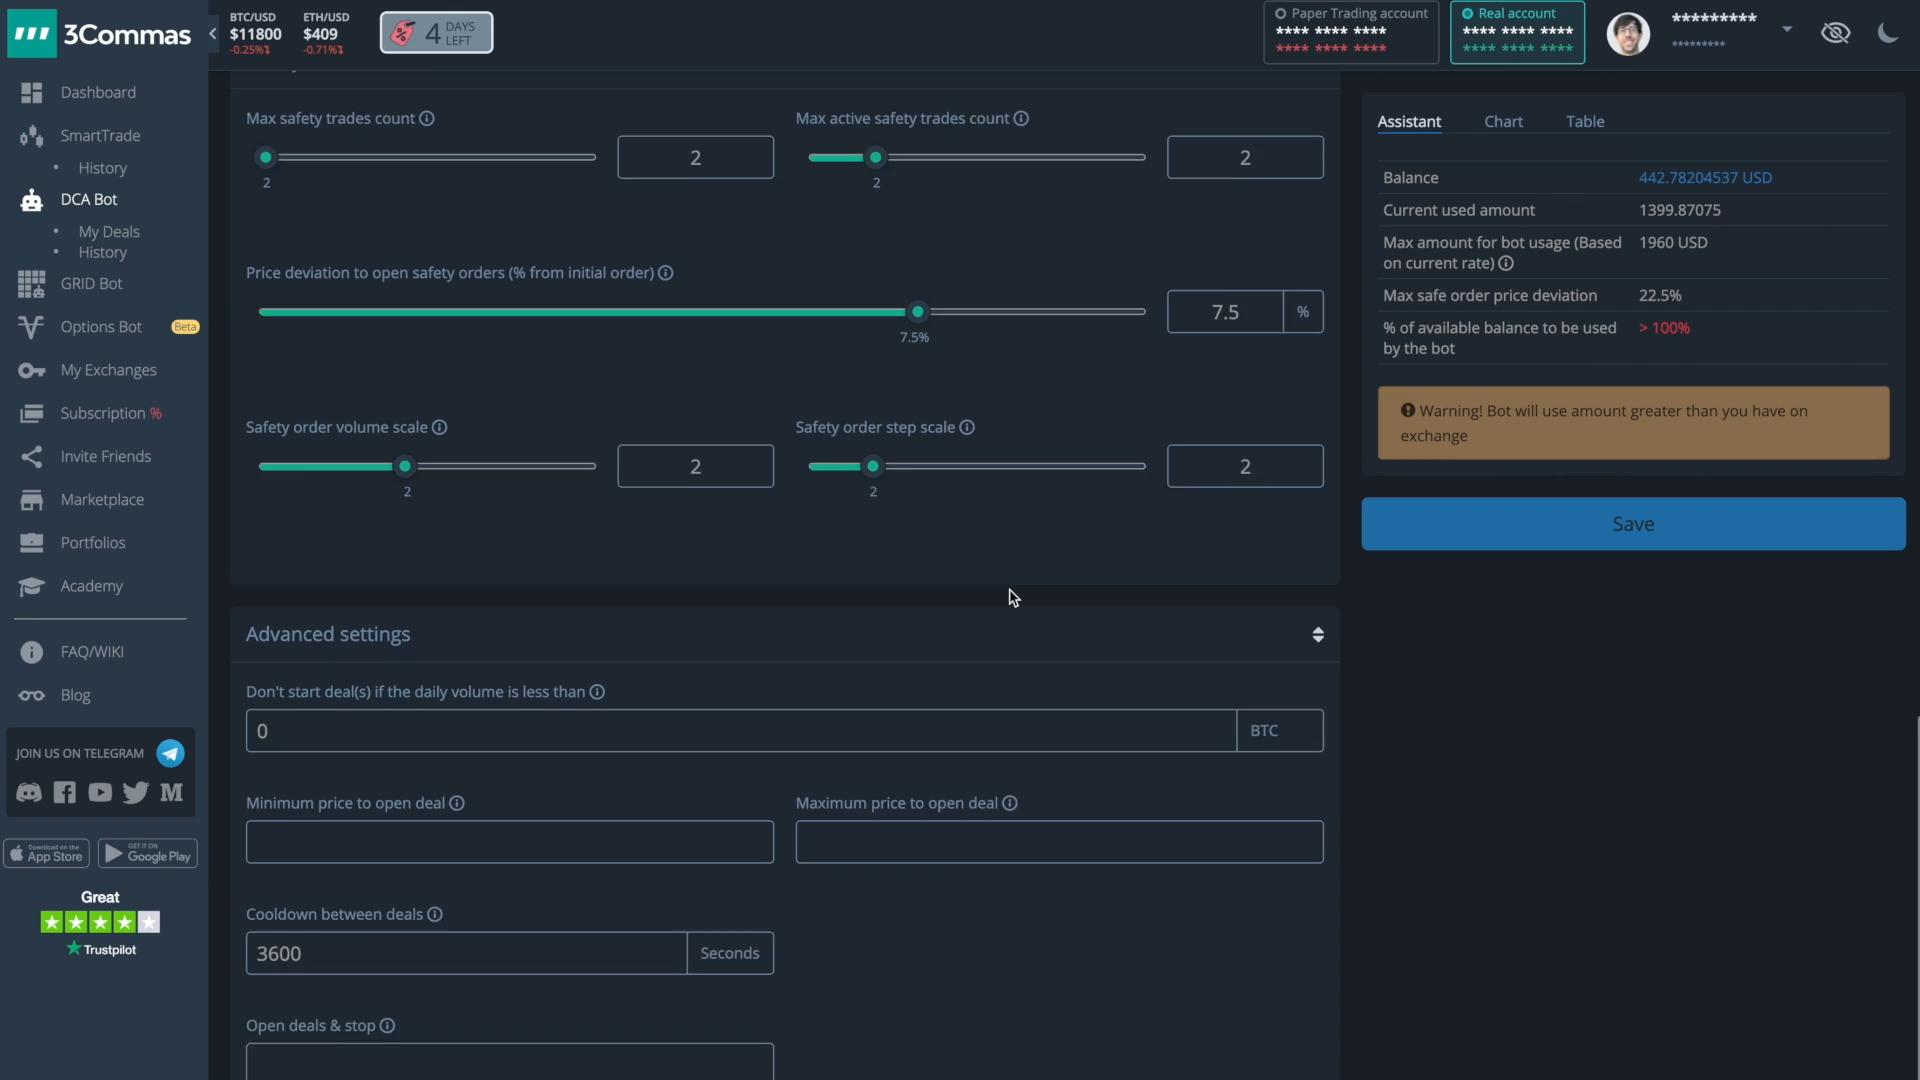 3Commas
BTC/USD
$11800
-0.25%
ETH/USD
$409
-0.71%
4 DAYS
LEFT
Paper Trading account
**** **** ****
**** **** ****
Real account
**** **** ****
**** **** ****
*********
*********
Dashboard
SmartTrade
• History
DCA Bot
• My Deals
• History
GRID Bot
Options Bot Beta
My Exchanges
Subscription %
Invite Friends
Marketplace
Portfolios
Academy
FAQ/WIKI
Blog
JOIN US ON TELEGRAM
Download on the
App Store
GET IT ON
Google Play
Great
Trustpilot
Max safety trades count
2
2
Max active safety trades count
2
2
Price deviation to open safety orders (% from initial order)
7.5 %
7.5%
Safety order volume scale
2
2
Safety order step scale
2
2
Advanced settings
Don't start deal(s) if the daily volume is less than
0 BTC
Minimum price to open deal
Maximum price to open deal
Cooldown between deals
3600 Seconds
Open deals & stop
Assistant Chart Table
Balance 442.78204537 USD
Current used amount 1399.87075
Max amount for bot usage (Based 1960 USD
on current rate)
Max safe order price deviation 22.5%
% of available balance to be used > 100%
by the bot
Warning! Bot will use amount greater than you have on
exchange
Save